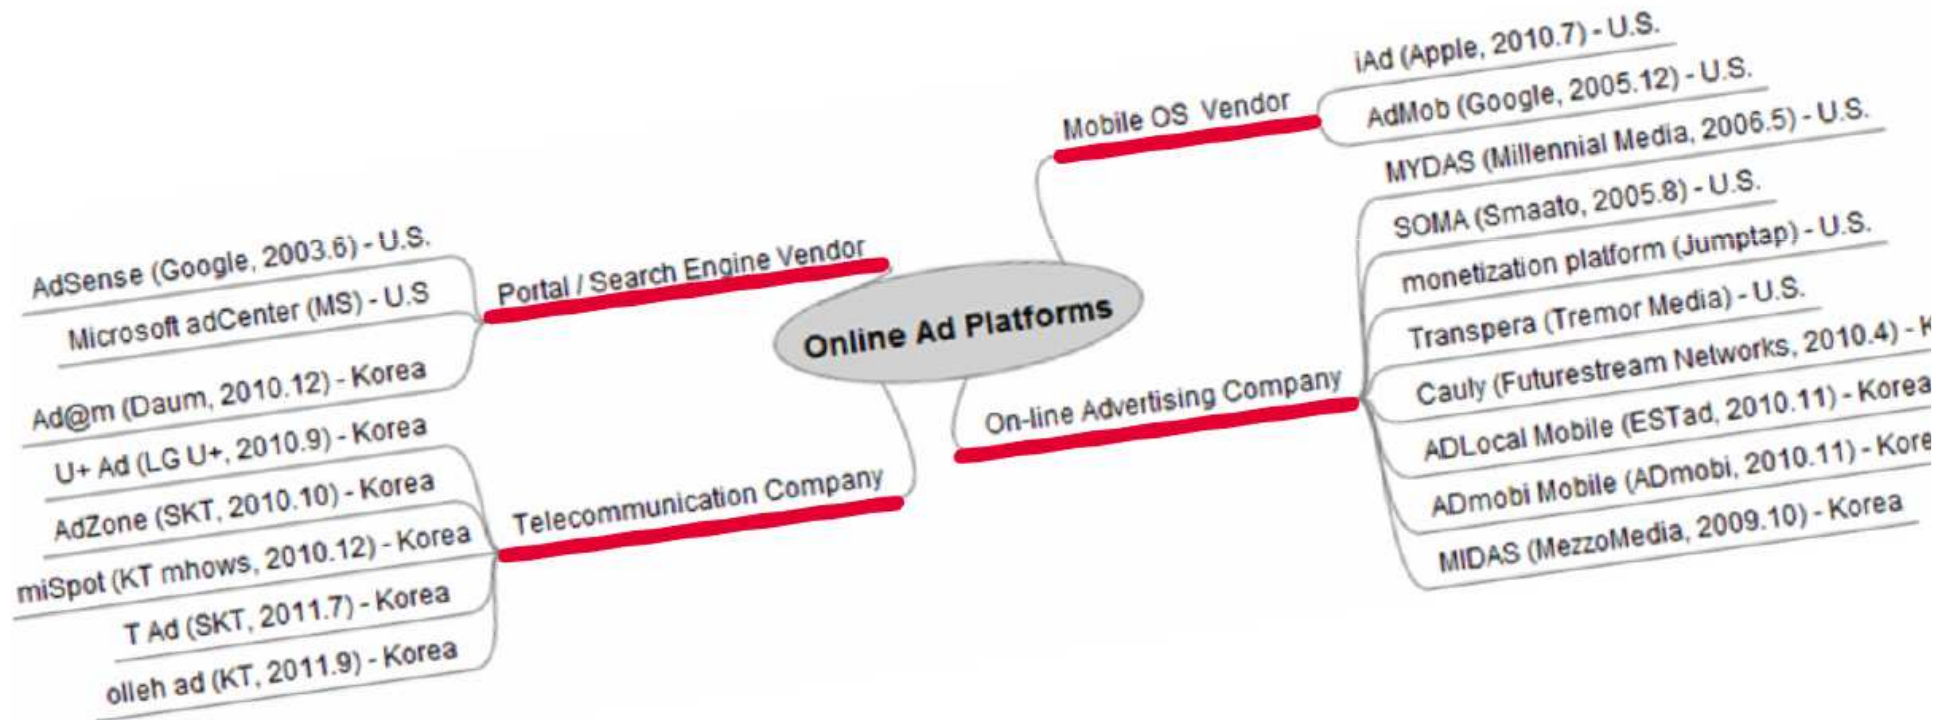 Online Ad Platforms
Mobile OS Vendor
iAd (Apple, 2010.7) - U.S.
AdMob (Google, 2005.12) - U.S.
On-line Advertising Company
MYDAS (Millennial Media, 2006.5) - U.S.
SOMA (Smaato, 2005.8) - U.S.
monetization platform (Jumptap) - U.S.
Transpera (Tremor Media) - U.S.
Cauly (Futurestream Networks, 2010.4) -
ADLocal Mobile (ESTad, 2010.11) - Korea
ADmobi Mobile (ADmobi, 2010.11) - Kore
MIDAS (MezzoMedia, 2009.10) - Korea
Portal / Search Engine Vendor
AdSense (Google, 2003.6) - U.S.
Microsoft adCenter (MS) - U.S
Ad@m (Daum, 2010.12) - Korea
Telecommunication Company
U+ Ad (LG U+, 2010.9) - Korea
AdZone (SKT, 2010.10) - Korea
miSpot (KT mhows, 2010.12) - Korea
T Ad (SKT, 2011.7) - Korea
olleh ad (KT, 2011.9) - Korea